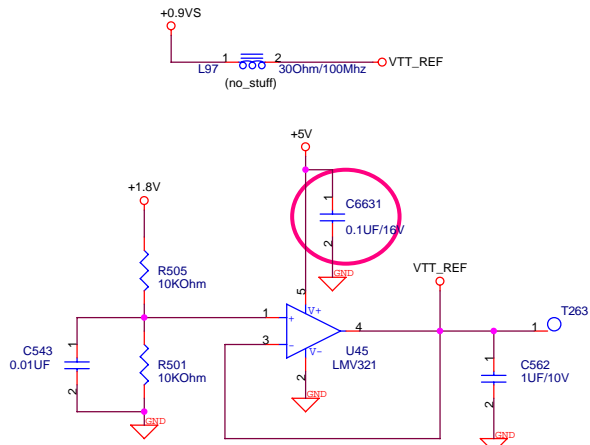 +0.9VS
1 2
L97 30Ohm/100Mhz VTT_REF
(no_stuff)
+5V
+1.8V
1
C6631
0.1UF/16V
2
VTT_REF
GND
R505
10KOhm
5
T263
1 + V+ 4 1
3 - V-
U45
LMV321
C543
0.01UF
1
2
R501
10KOhm
2
C562
1UF/10V
1
2
GND
GND
GND